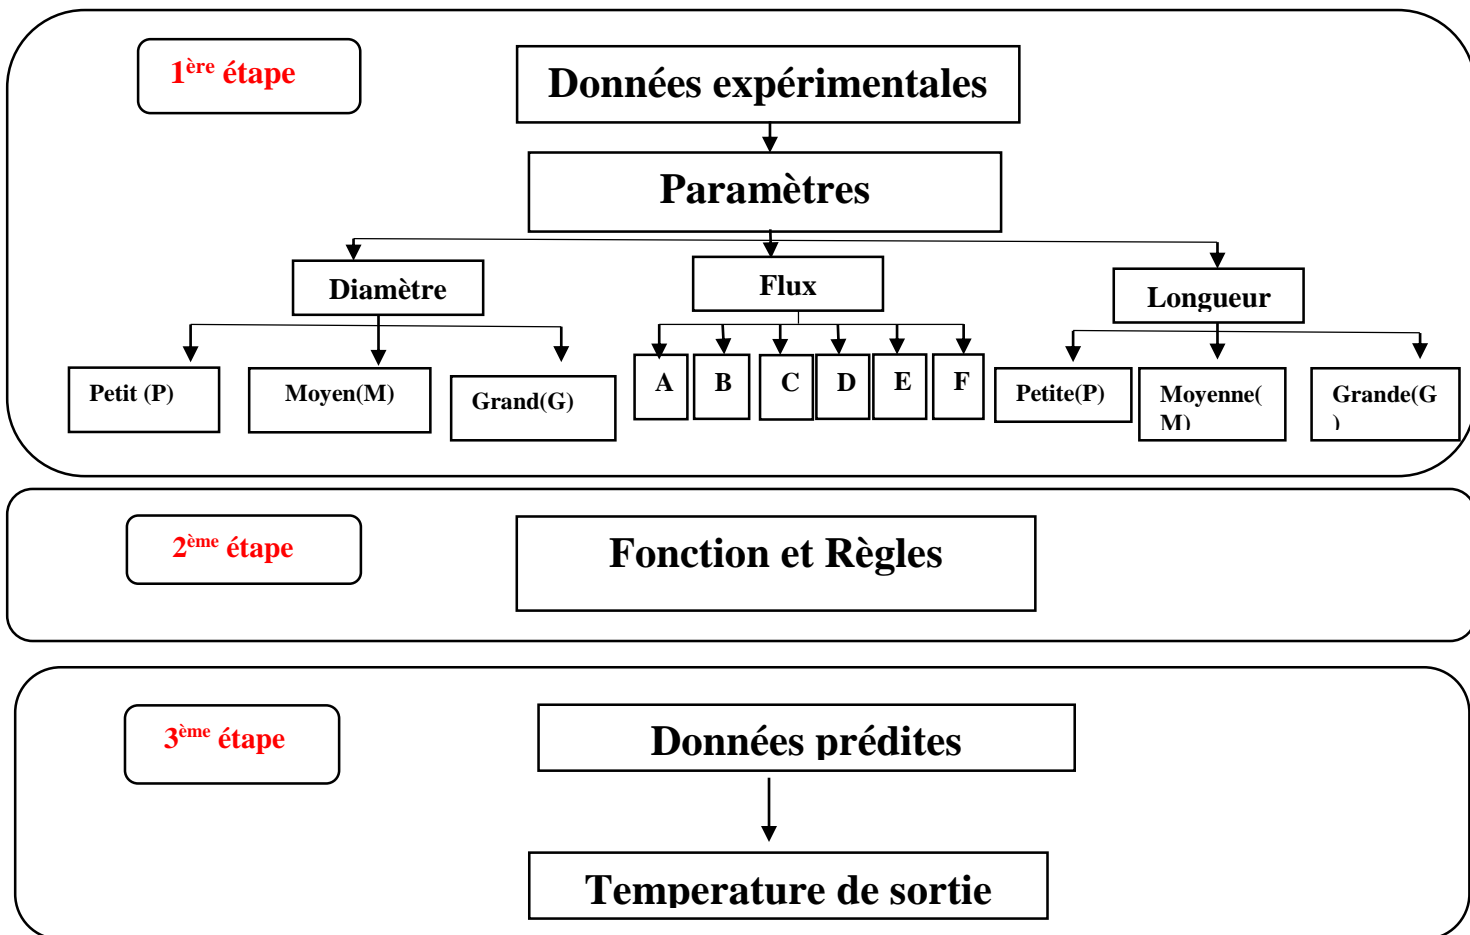 1ère étape
Données expérimentales
Paramètres
Diamètre
Flux
Longueur
Petit (P)
Moyen(M)
Grand(G)
A
B
C
D
E
F
Petite(P)
Moyenne(
M)
Grande(G
)
2ème étape
Fonction et Règles
3ème étape
Données prédites
Temperature de sortie